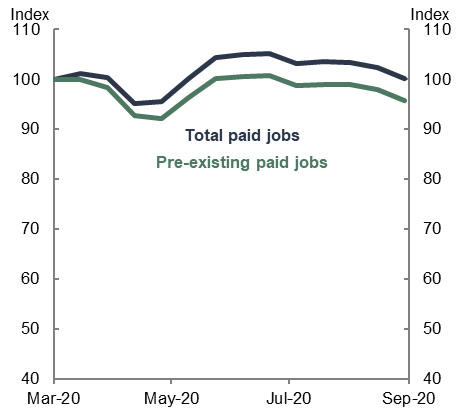 Index Index
110 110
100 100
90 90
Total paid jobs
Pre-existing paid jobs
80 80
70 70
60 60
50 50
40 40
Mar-20 May-20 Jul-20 Sep-20